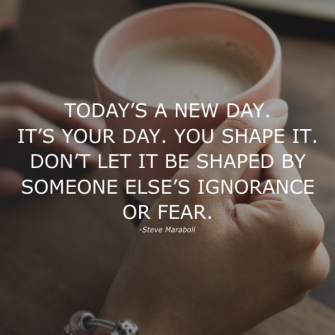 TODAY'S A NEW DAY.
IT'S YOUR DAY. YOU SHAPE IT.
DON'T LET IT BE SHAPED BY
SOMEONE ELSE'S IGNORANCE
OR FEAR.
-Steve Maraboli